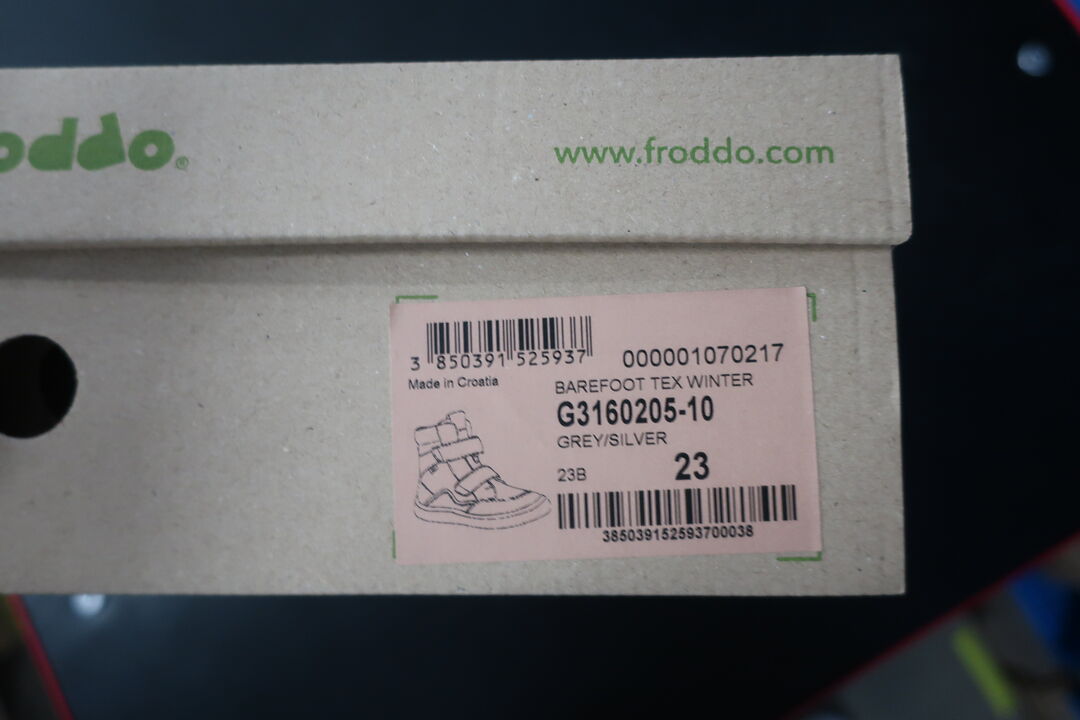 oddo®
www.froddo.com
3 850391 525937
000001070217
Made in Croatia
BAREFOOT TEX WINTER
G3160205-10
GREY/SILVER
23B 23
385039152593700038